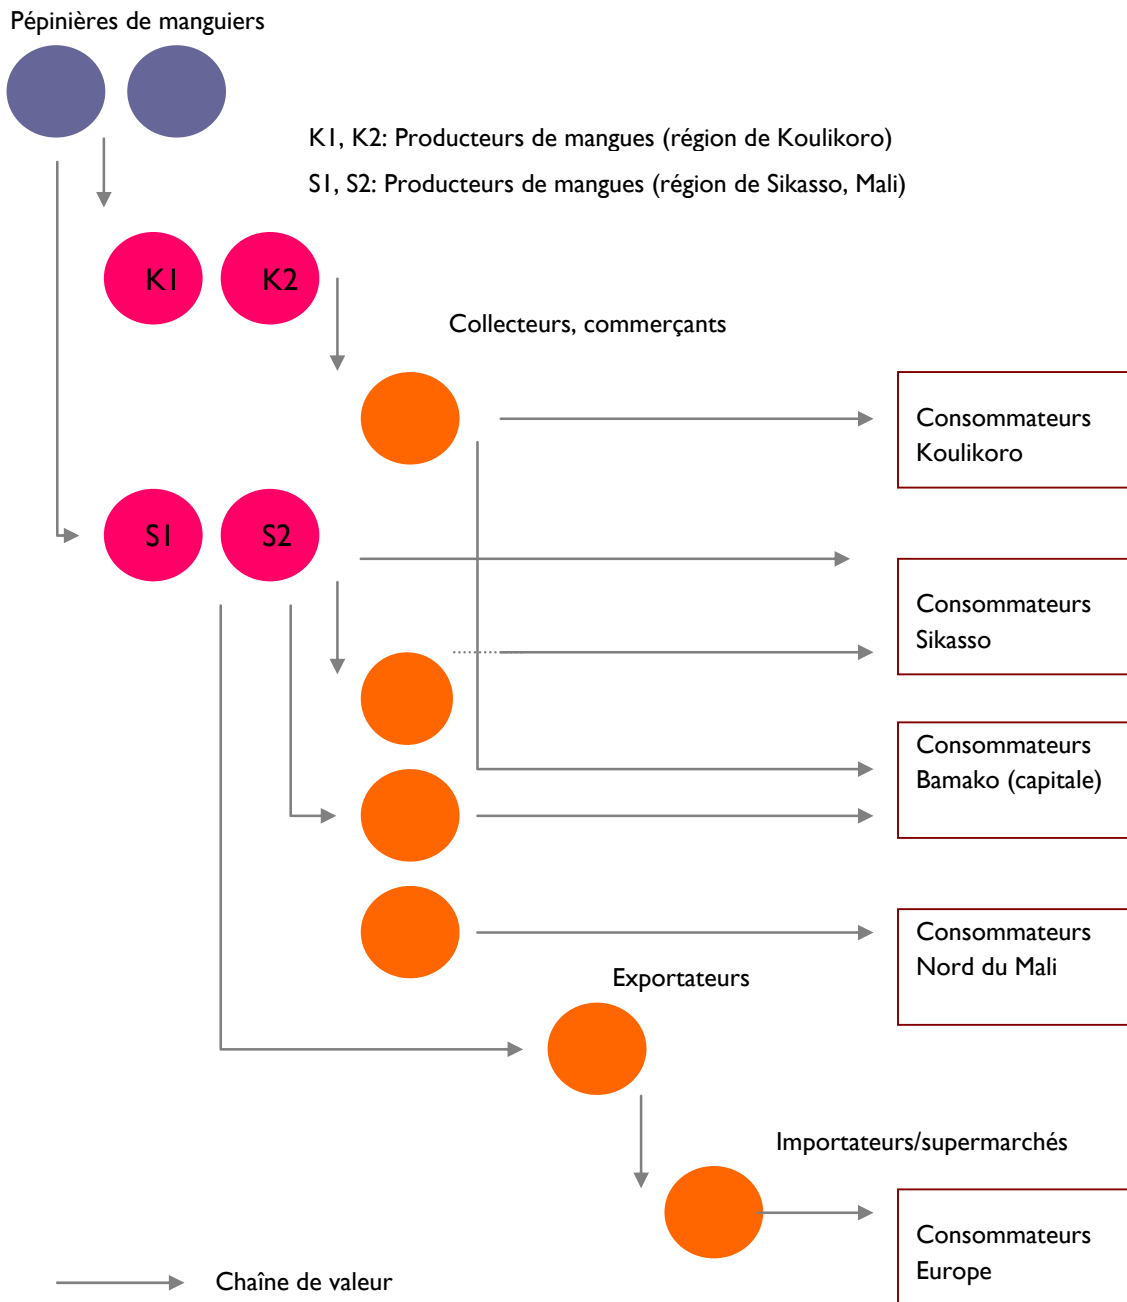 Pépinières de manguiers
K1, K2: Producteurs de mangues (région de Koulikoro)
S1, S2: Producteurs de mangues (région de Sikasso, Mali)
K1
K2
Collecteurs, commerçants
Consommateurs
Koulikoro
S1
S2
Consommateurs
Sikasso
Consommateurs
Bamako (capitale)
Consommateurs
Nord du Mali
Exportateurs
Importateurs/supermarchés
Consommateurs
Europe
Chaîne de valeur